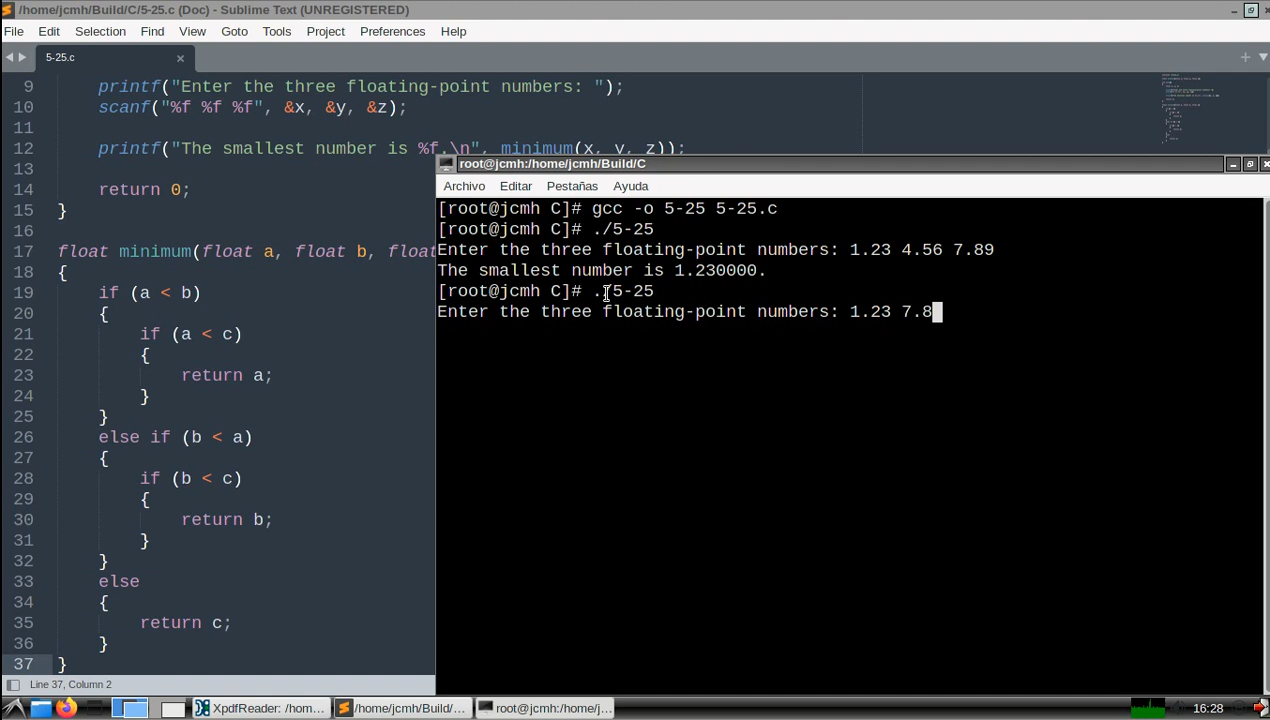 /home/jcmh/Build/C/5-25.c (Doc) - Sublime Text (UNREGISTERED)
File Edit Selection Find View Goto Tools Project Preferences Help
5-25.c
9 printf("Enter the three floating-point numbers: ");
10 scanf("%f %f %f", &x, &y, &z);
11
12 printf("The smallest number is %f.\n", minimum(x, y, z));
13
14 return 0;
15 }
16
17 float minimum(float a, float b, float
18 {
19 if (a < b)
20 {
21 if (a < c)
22 {
23 return a;
24 }
25 }
26 else if (b < a)
27 {
28 if (b < c)
29 {
30 return b;
31 }
32 }
33 else
34 {
35 return c;
36 }
37 }
Line 37, Column 2
root@jcmh:/home/jcmh/Build/C
Archivo Editar Pestañas Ayuda
[root@jcmh C]# gcc -o 5-25 5-25.c
[root@jcmh C]# ./5-25
Enter the three floating-point numbers: 1.23 4.56 7.89
The smallest number is 1.230000.
[root@jcmh C]# ./5-25
Enter the three floating-point numbers: 1.23 7.8
XpdfReader: /hom... /home/jcmh/Build/... root@jcmh:/home/j... 16:28